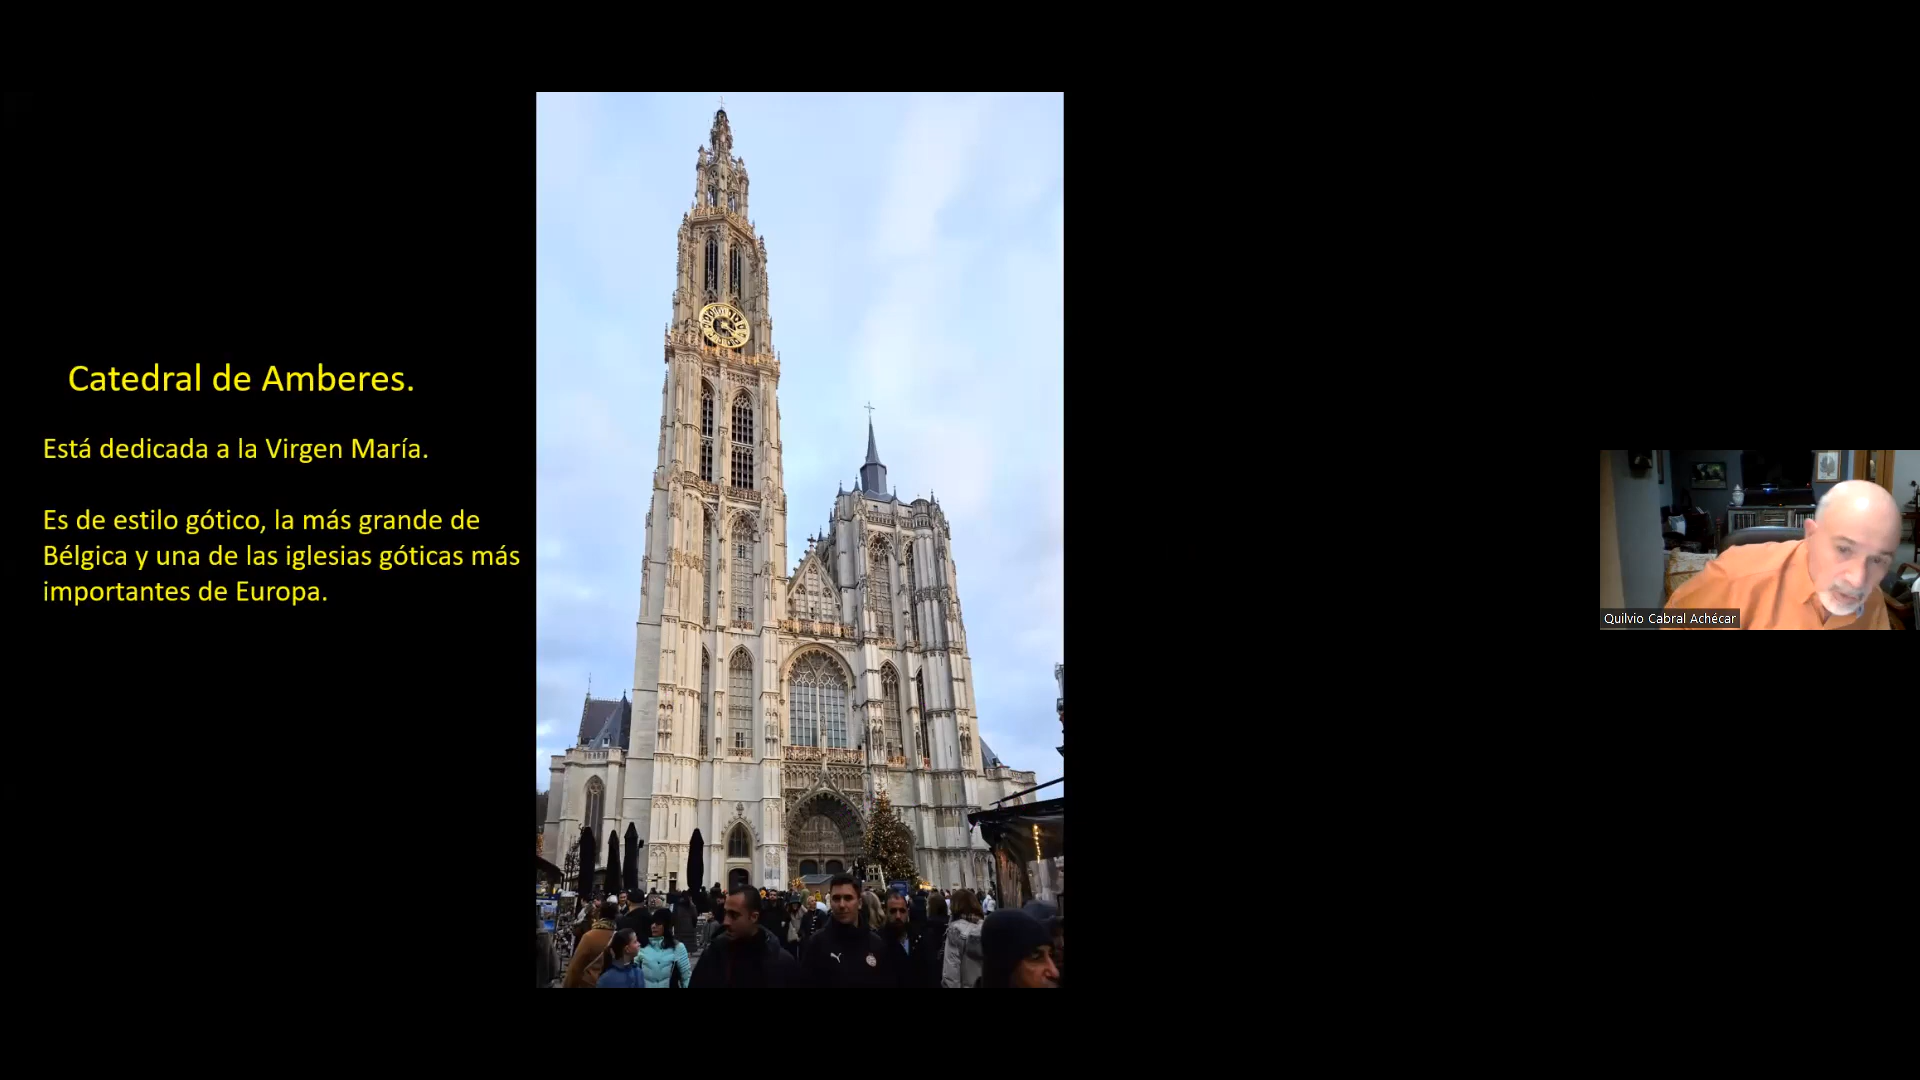 Catedral de Amberes.
Está dedicada a la Virgen María.
Es de estilo gótico, la más grande de
Bélgica y una de las iglesias góticas más
importantes de Europa.
Quilvio Cabral Achécar